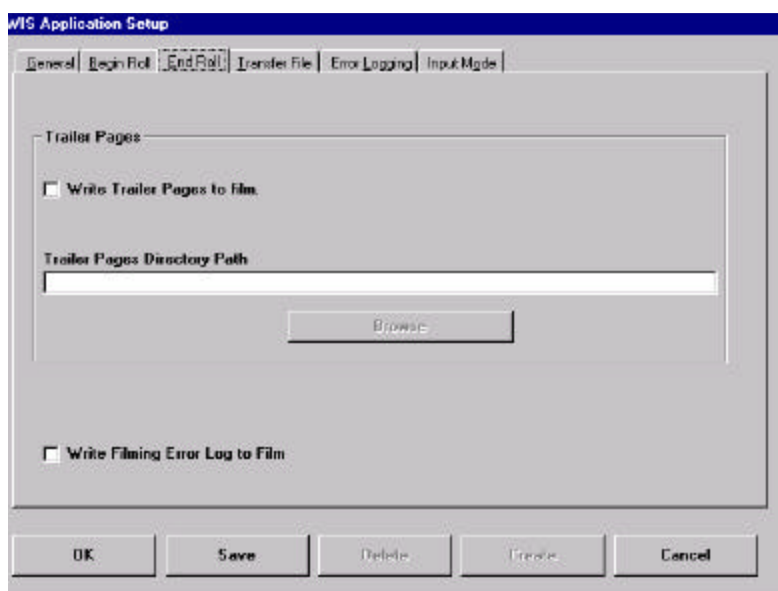 WIS Application Setup
General Begin Roll End Roll Transfer File Error Logging Input Mode
Trailer Pages
Write Trailer Pages to film.
Trailer Pages Directory Path
Browse
Write Filming Error Log to Film
OK Save Delete Create Cancel